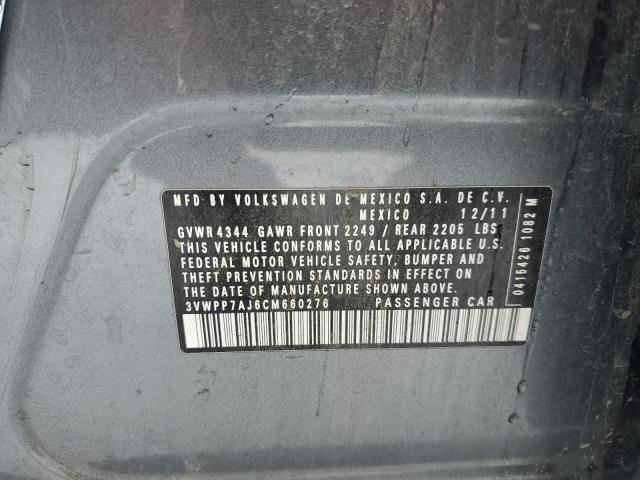 MFD BY VOLKSWAGEN DE MEXICO S.A. DE C.V.
MEXICO 12/11
GVWR 4344 GAWR FRONT 2249 / REAR 2205 LBS
THIS VEHICLE CONFORMS TO ALL APPLICABLE U.S.
FEDERAL MOTOR VEHICLE SAFETY, BUMPER AND
THEFT PREVENTION STANDARDS IN EFFECT ON
THE DATE OF MANUFACTURE SHOWN ABOVE.
3VWPP7AJ6CM660276 PASSENGER CAR
0416426 1082 M